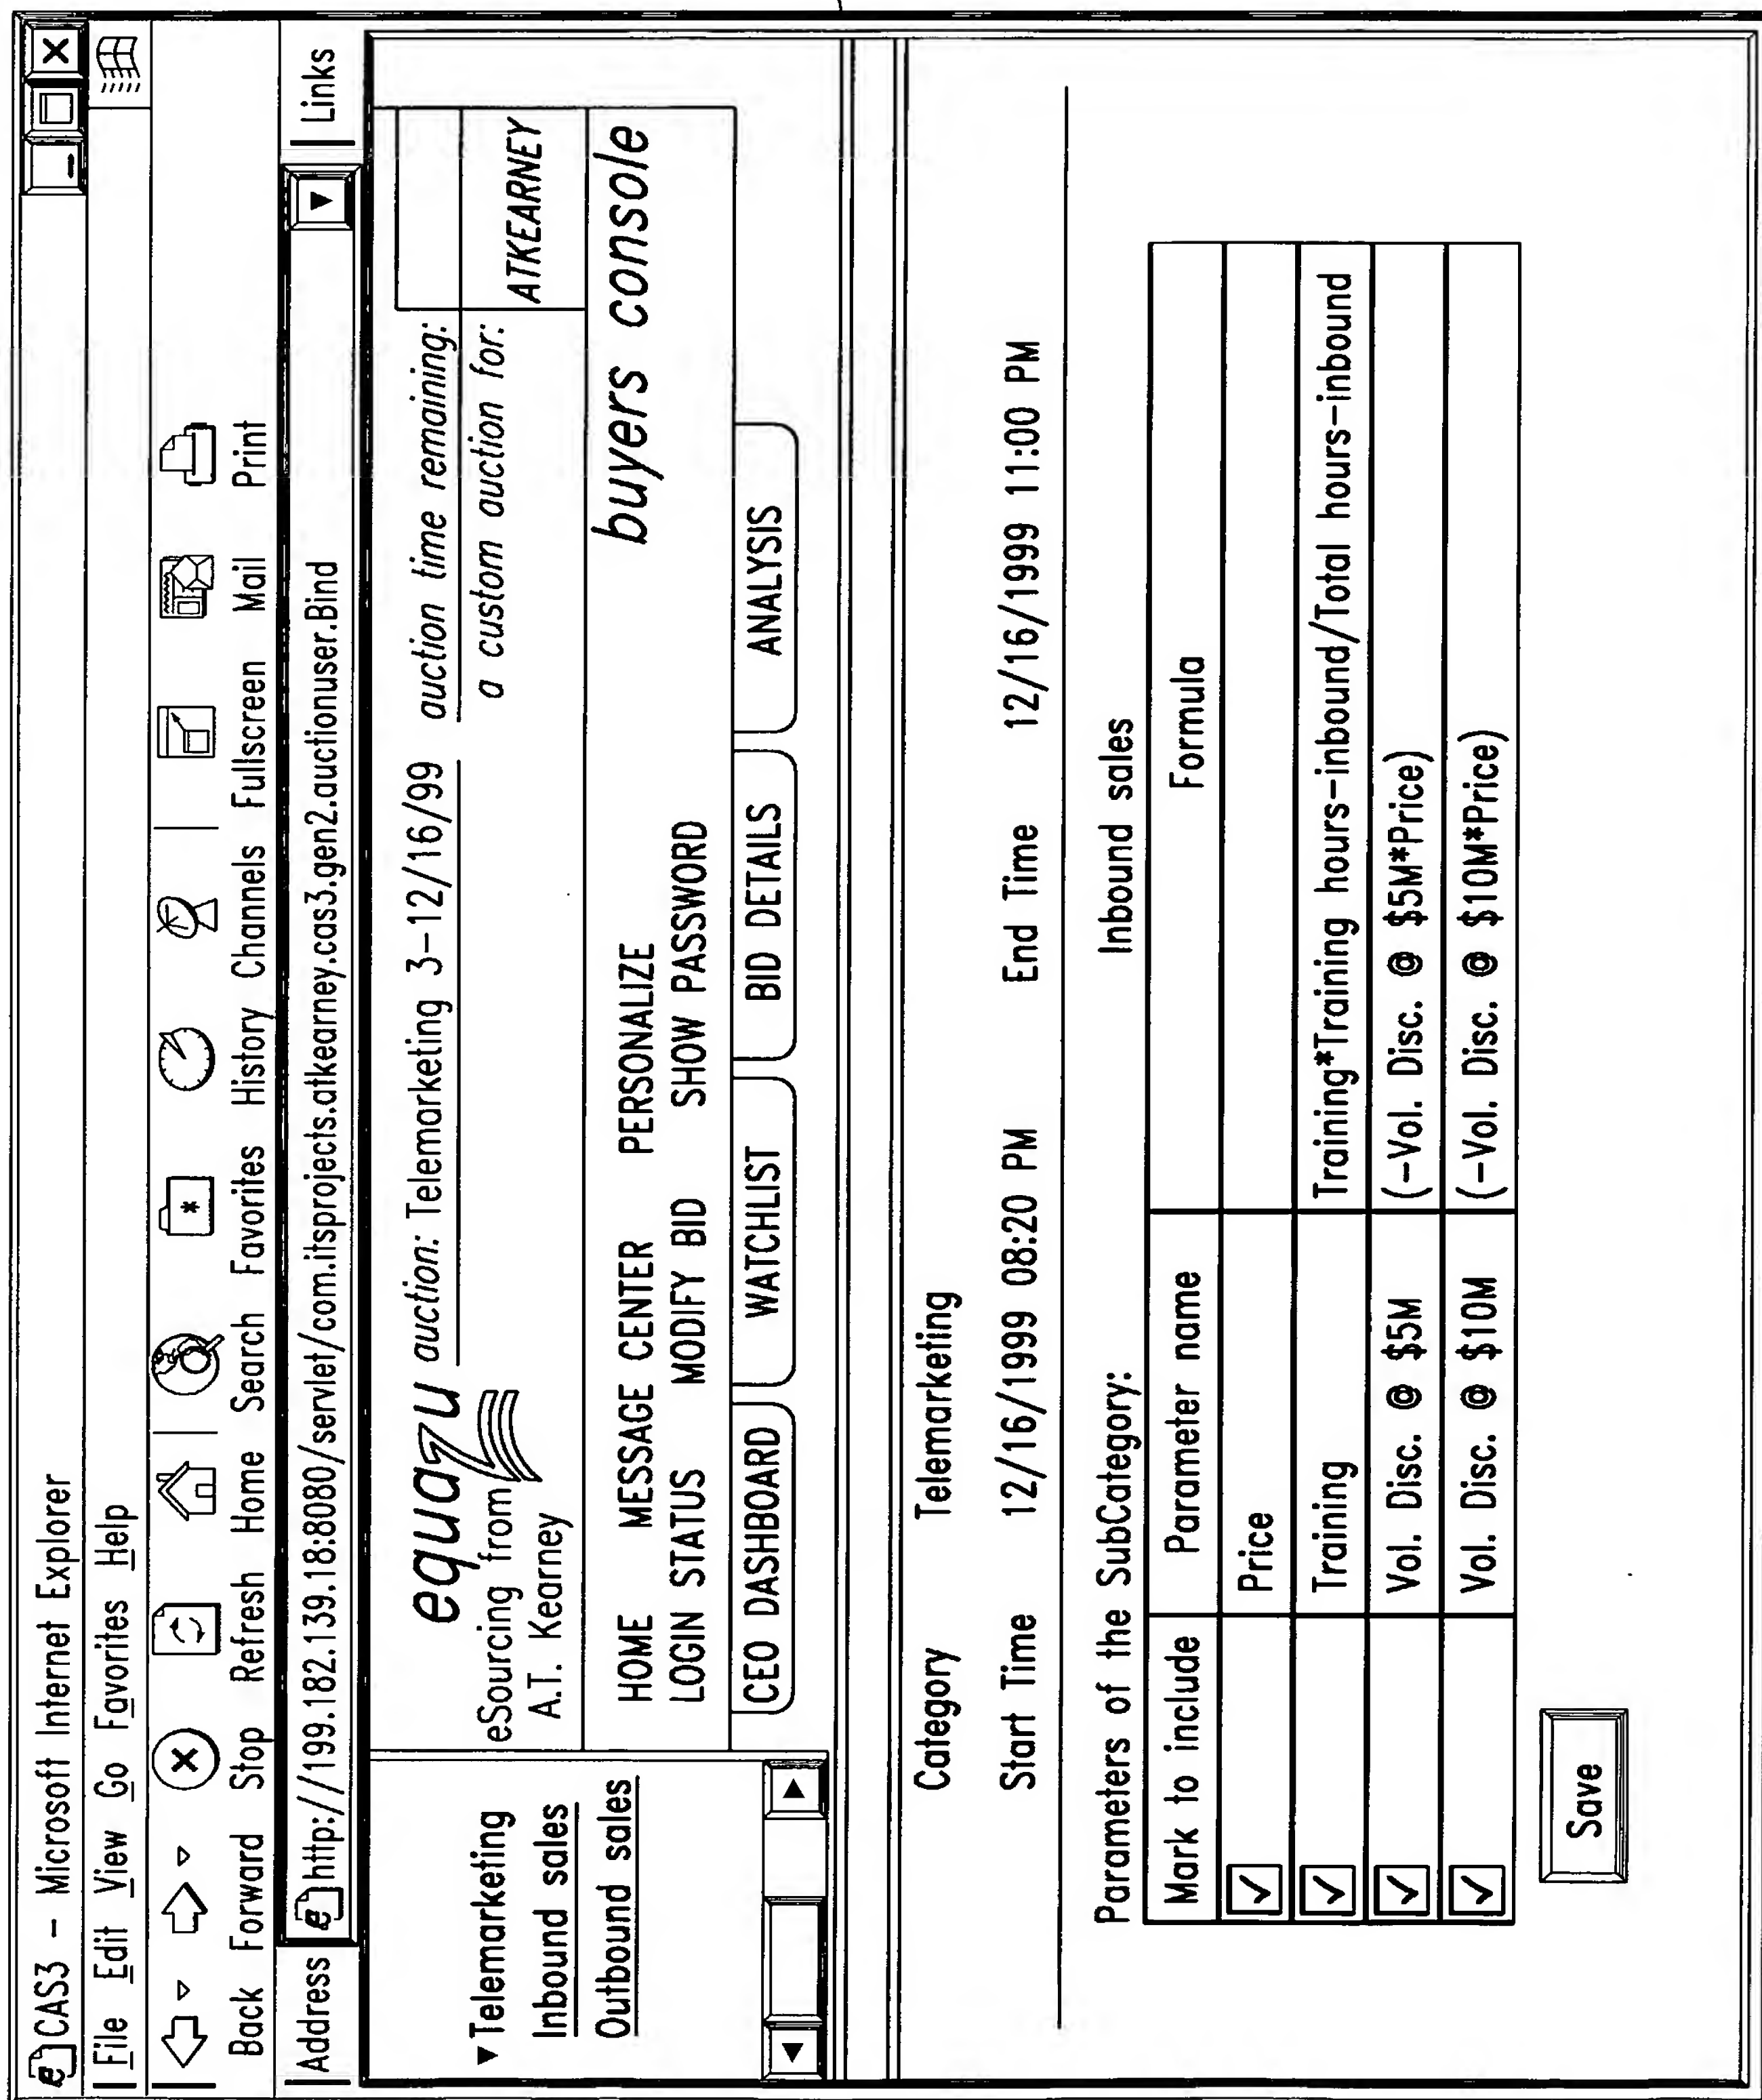 CAS3 – Microsoft Internet Explorer
File Edit View Go Favorites Help
Back Forward Stop Refresh Home Search Favorites History Channels Fullscreen Mail Print
Address http://199.182.139.18:8080/servlet/com.itsprojects.atkearney.cas3.gen2.auctionuser.Bind Links
▼ Telemarketing
Inbound sales
Outbound sales
equazu auction: Telemarketing 3–12/16/99 auction time remaining:
eSourcing from a custom auction for: ATKEARNEY
A.T. Kearney
buyers console
HOME MESSAGE CENTER PERSONALIZE
LOGIN STATUS MODIFY BID SHOW PASSWORD
CEO DASHBOARD WATCHLIST BID DETAILS ANALYSIS
Category Telemarketing
Start Time 12/16/1999 08:20 PM End Time 12/16/1999 11:00 PM
Parameters of the SubCategory: Inbound sales
Mark to include Parameter name Formula
Price
Training Training*Training hours–inbound/Total hours–inbound
Vol. Disc. @ $5M (–Vol. Disc. @ $5M*Price)
Vol. Disc. @ $10M (–Vol. Disc. @ $10M*Price)
Save